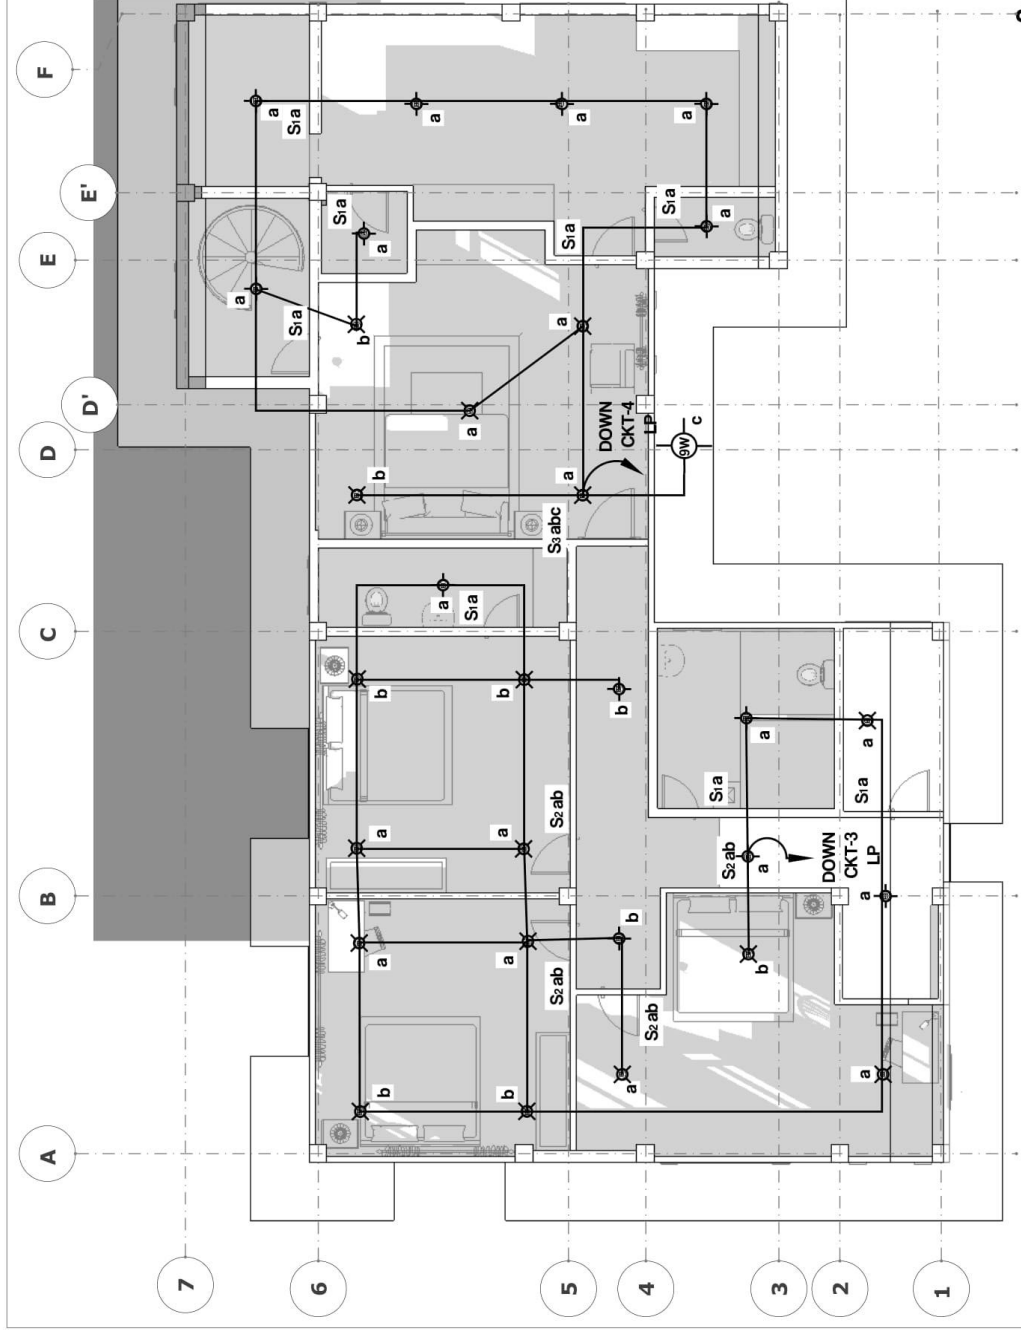 A B C D D' E E' F
7
a
a
S1a S1a
6
S1a
b
b a b a b a
a
a
a S1a
b a a b
S2ab S2ab S3abc a a S1a a
5
DOWN
CKT-4
LP
b b
a
4
S2ab S1a
9W c a
S1a
S2ab a
b a a
3
DOWN
CKT-3
LP
2
a a S1a a
1